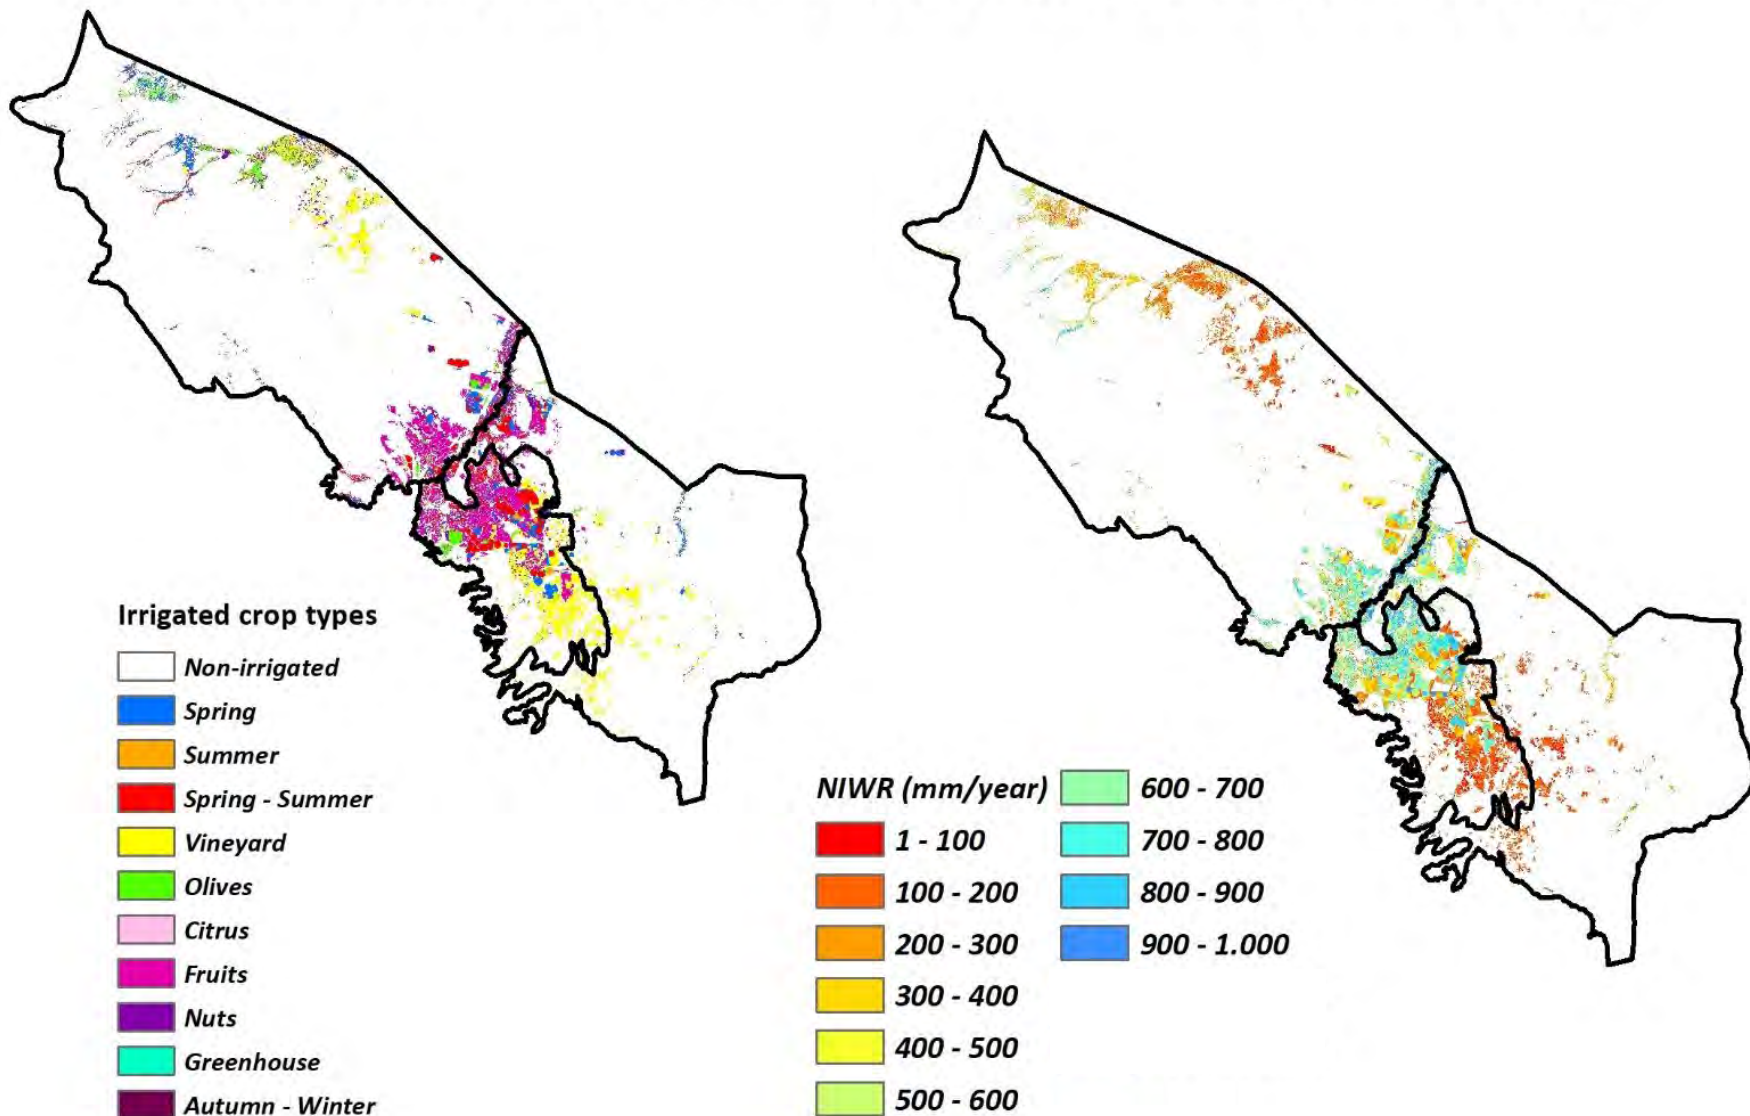 Irrigated crop types
Non-irrigated
Spring
Summer
Spring - Summer
Vineyard
Olives
Citrus
Fruits
Nuts
Greenhouse
Autumn - Winter
NIWR (mm/year)
1 - 100
100 - 200
200 - 300
300 - 400
400 - 500
500 - 600
600 - 700
700 - 800
800 - 900
900 - 1.000